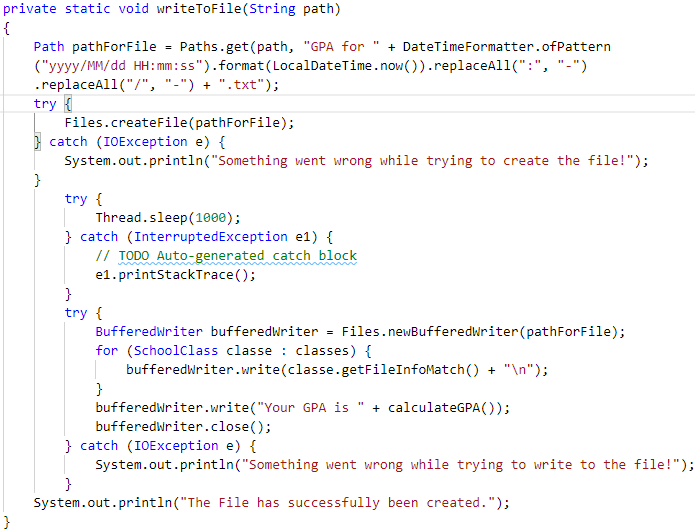 private static void writeToFile(String path)
{
    Path pathForFile = Paths.get(path, "GPA for " + DateTimeFormatter.ofPattern
    ("yyyy/MM/dd HH:mm:ss").format(LocalDateTime.now()).replaceAll(":", "-")
    .replaceAll("/", "-") + ".txt");
    try {
        Files.createFile(pathForFile);
    } catch (IOException e) {
        System.out.println("Something went wrong while trying to create the file!");
    }
        try {
            Thread.sleep(1000);
        } catch (InterruptedException e1) {
            // TODO Auto-generated catch block
            e1.printStackTrace();
        }
        try {
            BufferedWriter bufferedWriter = Files.newBufferedWriter(pathForFile);
            for (SchoolClass classe : classes) {
                bufferedWriter.write(classe.getFileInfoMatch() + "\n");
            }
            bufferedWriter.write("Your GPA is " + calculateGPA());
            bufferedWriter.close();
        } catch (IOException e) {
            System.out.println("Something went wrong while trying to write to the file!");
        }
    System.out.println("The File has successfully been created.");
}